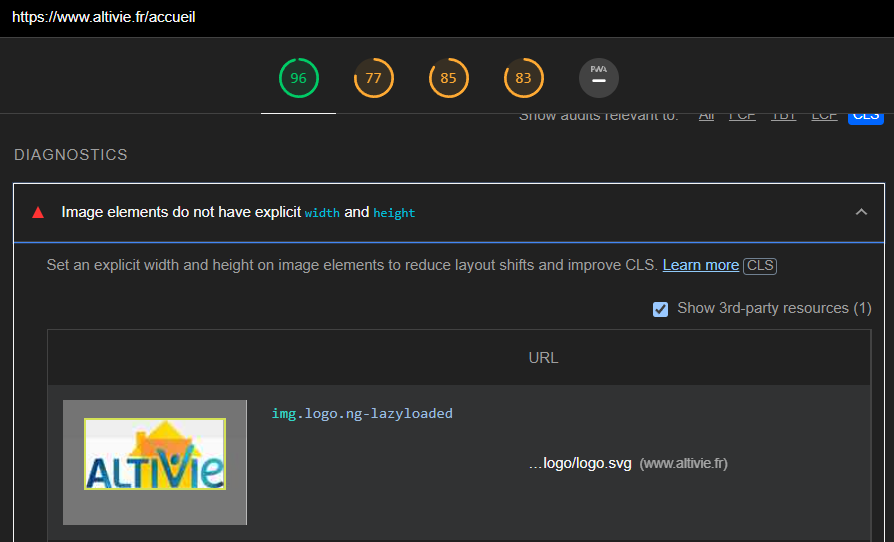 https://www.altivie.fr/accueil
96
77
85
83
PWA
Show audits relevant to: All FCP TBT LCP CLS
DIAGNOSTICS
Image elements do not have explicit width and height
Set an explicit width and height on image elements to reduce layout shifts and improve CLS. Learn more CLS
Show 3rd-party resources (1)
URL
ALTIVIE
img.logo.ng-lazyloaded
…logo/logo.svg (www.altivie.fr)